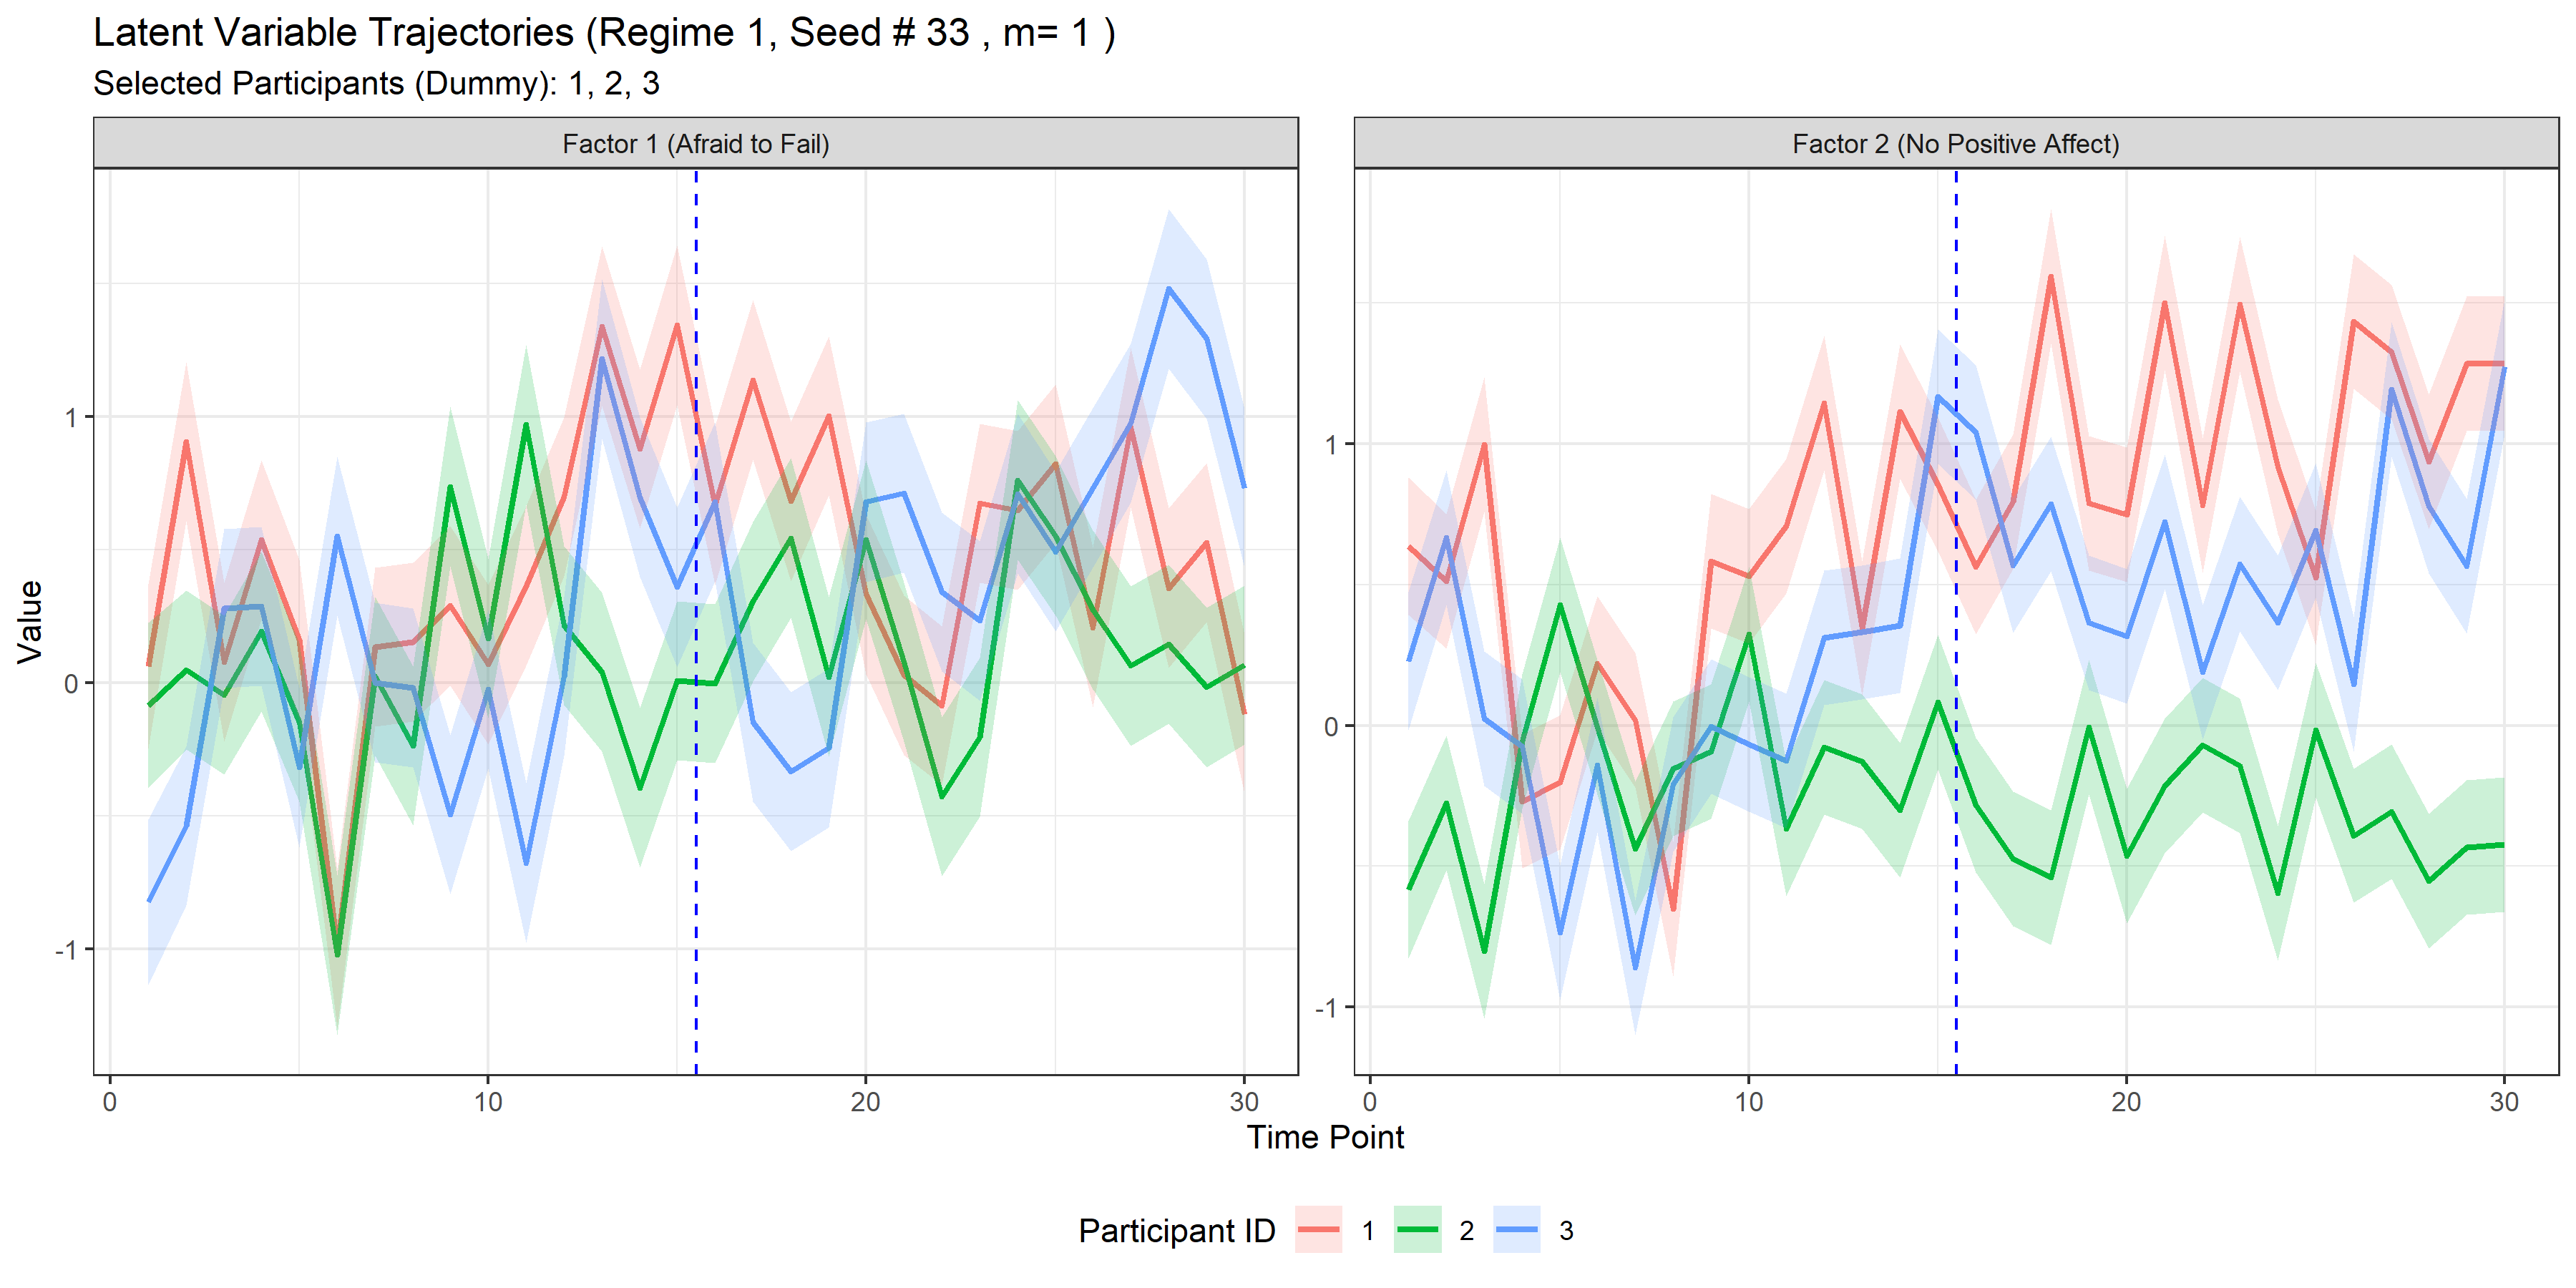 Latent Variable Trajectories (Regime 1, Seed # 33 , m= 1 )
Selected Participants (Dummy): 1, 2, 3
Factor 1 (Afraid to Fail)
Factor 2 (No Positive Affect)
Value
1
0
-1
1
0
-1
0
10
20
30
0
10
20
30
Time Point
Participant ID 1 2 3